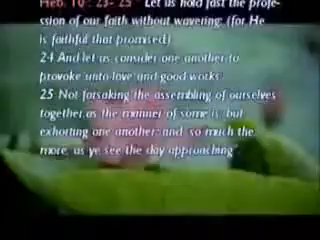 Heb. 10 : 23- 25 " Let us hold fast the profe-
ssion of our faith without wavering; (for He
is faithful that promised)
24 And let us consider one another to
provoke unto love and good works:
25 Not forsaking the assembling of ourselves
together, as the manner of some is; but
exhorting one another: and so much the
more, as ye see the day approaching"